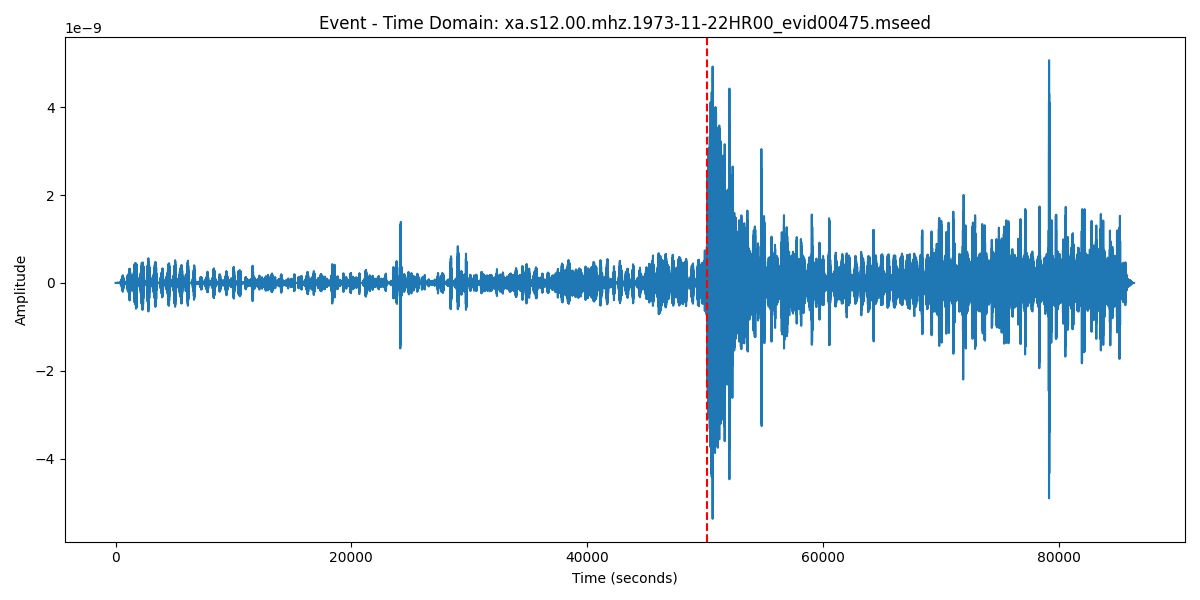 Event - Time Domain: xa.s12.00.mhz.1973-11-22HR00_evid00475.mseed
1e−9
4
2
0
−2
−4
Amplitude
0 20000 40000 60000 80000
Time (seconds)